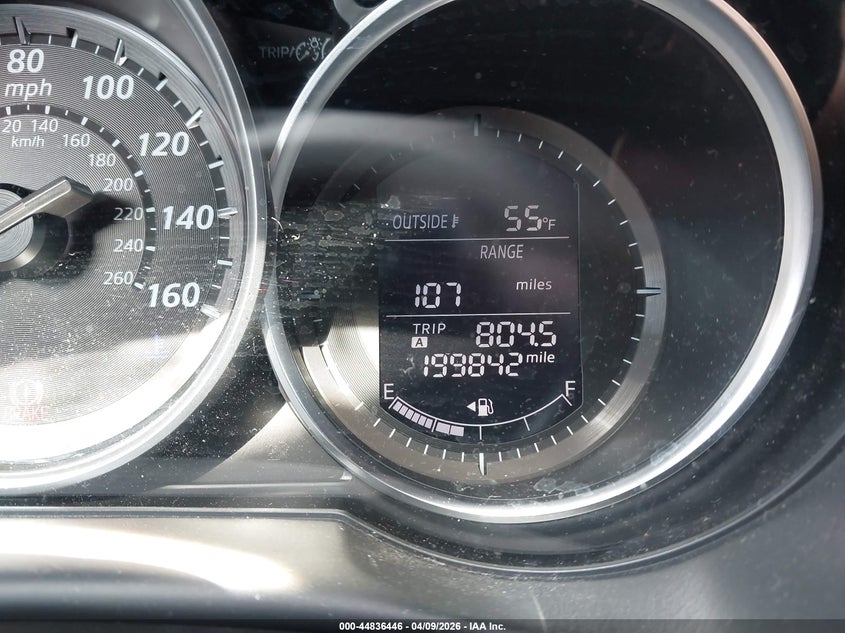 TRIP/
80
mph
100
120
140
160
20 140
160
km/h
180
200
220
240
260
BRAKE
OUTSIDE 55°F
RANGE
107 miles
TRIP A 804.5
199842 mile
E F
000-44836446 - 04/09/2026 - IAA Inc.